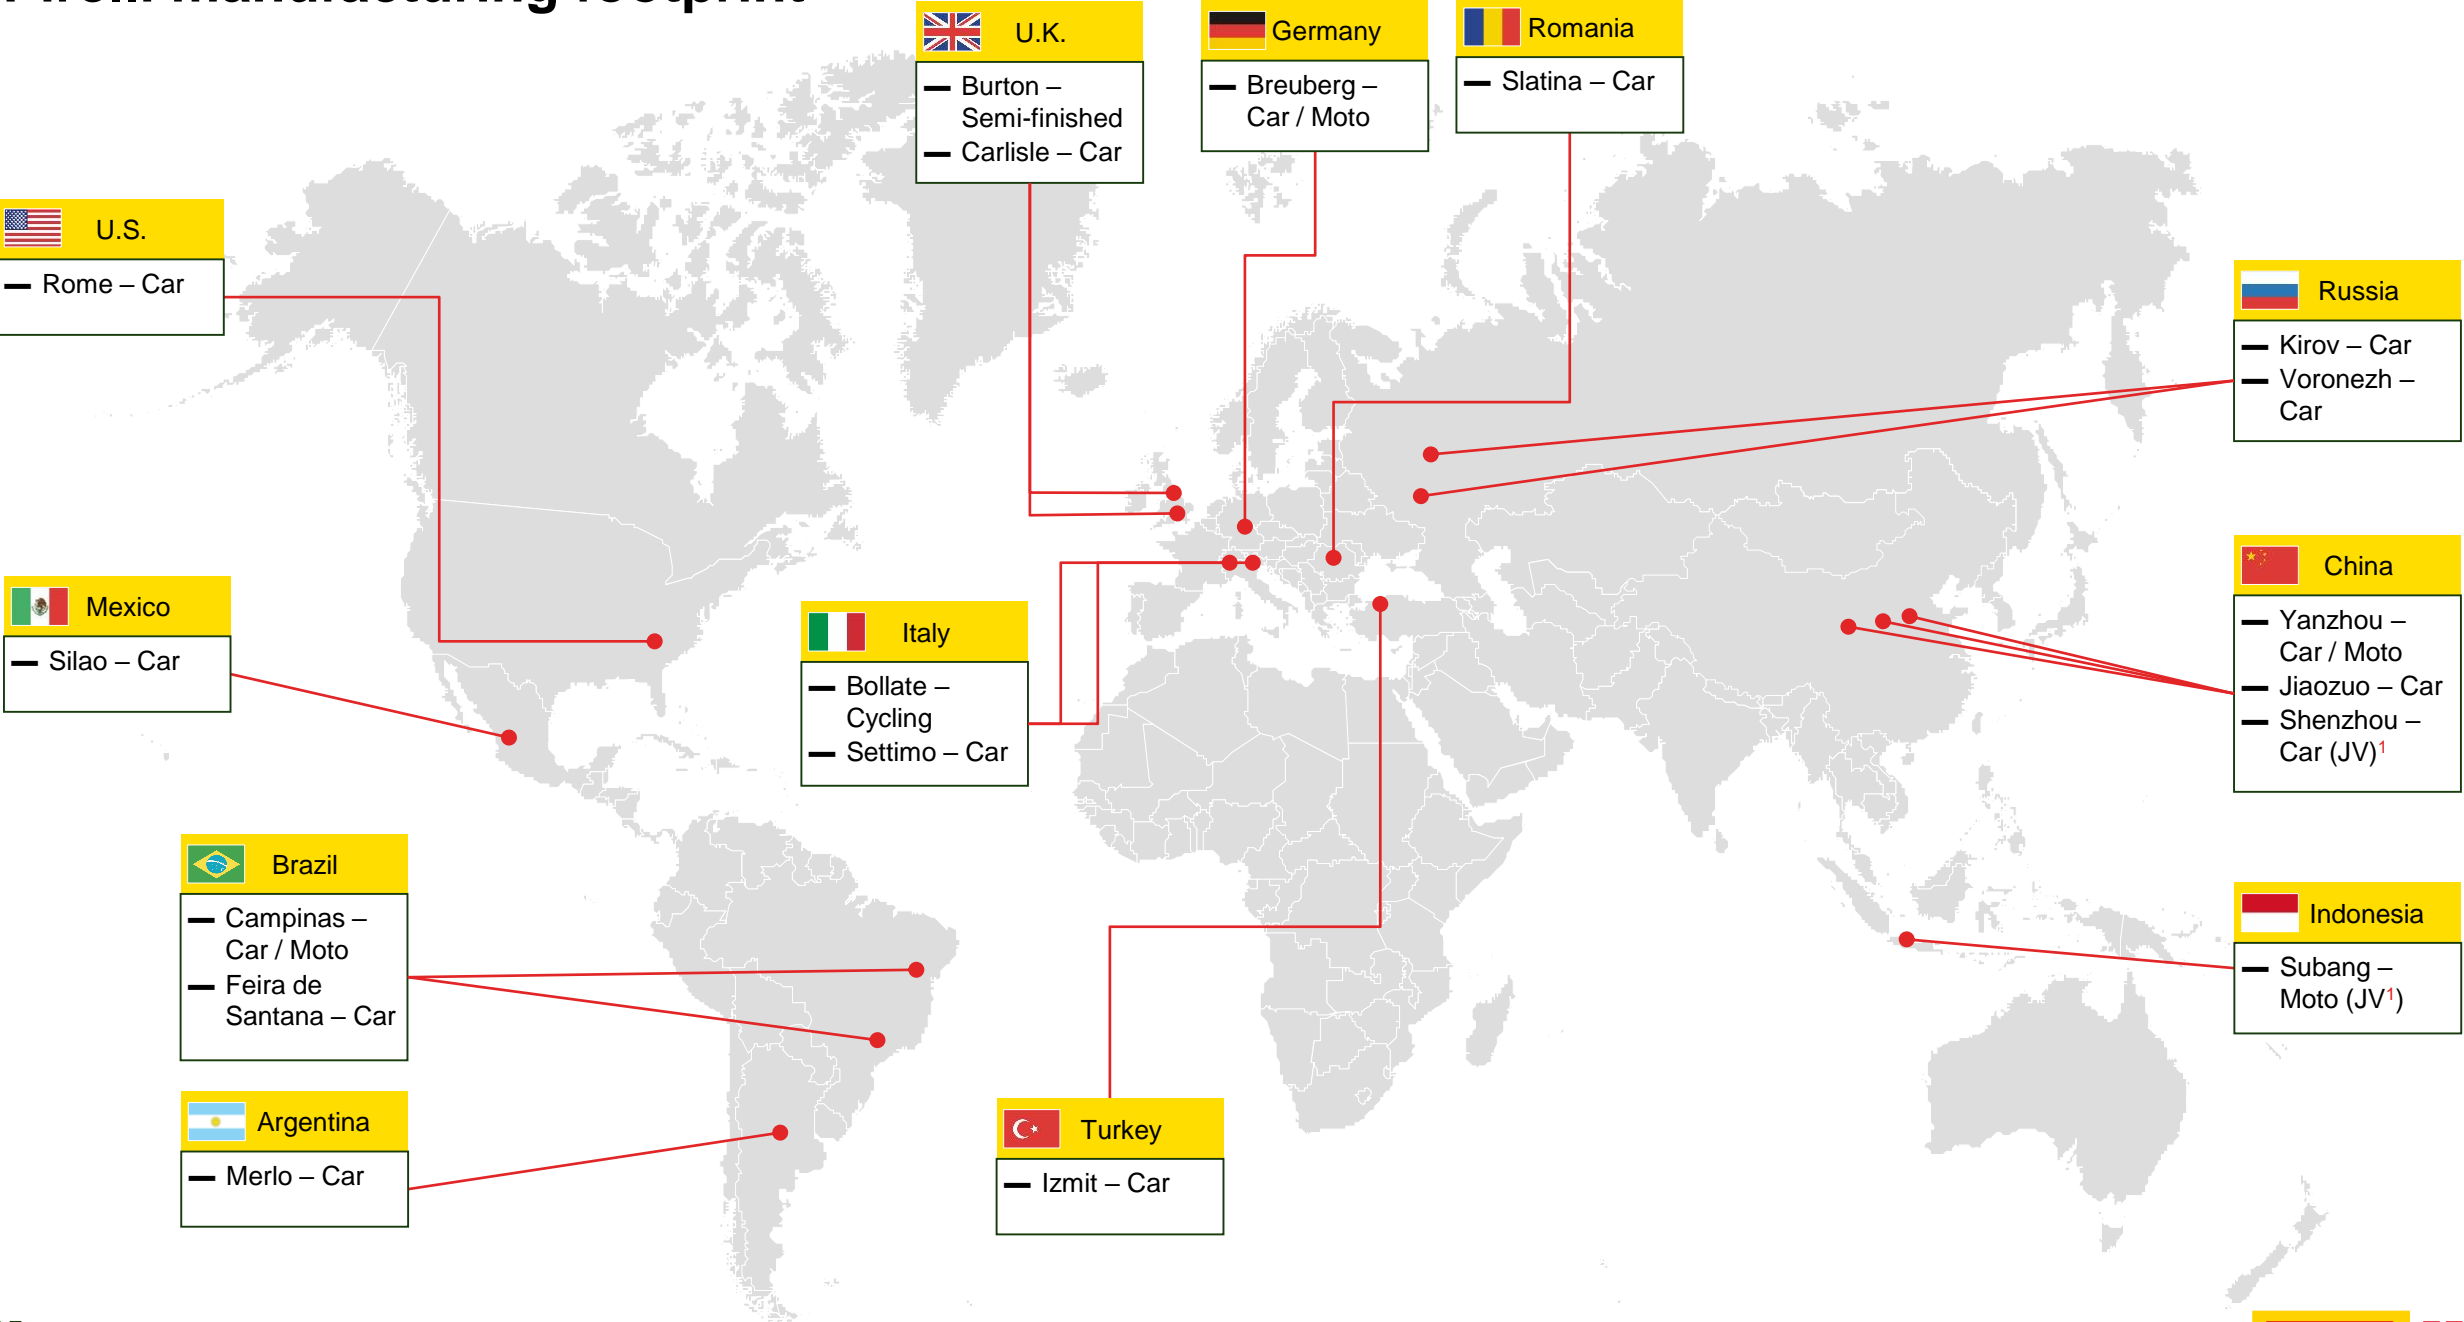 manufacturing footprint
U.K.
— Burton –
Semi-finished
— Carlisle – Car
Germany
— Breuberg –
Car / Moto
Romania
— Slatina – Car
U.S.
— Rome – Car
Russia
— Kirov – Car
— Voronezh –
Car
Mexico
— Silao – Car
Italy
— Bollate –
Cycling
— Settimo – Car
China
— Yanzhou –
Car / Moto
— Jiaozuo – Car
— Shenzhou –
Car (JV)1
Brazil
— Campinas –
Car / Moto
— Feira de
Santana – Car
Indonesia
— Subang –
Moto (JV1)
Argentina
— Merlo – Car
Turkey
— Izmit – Car